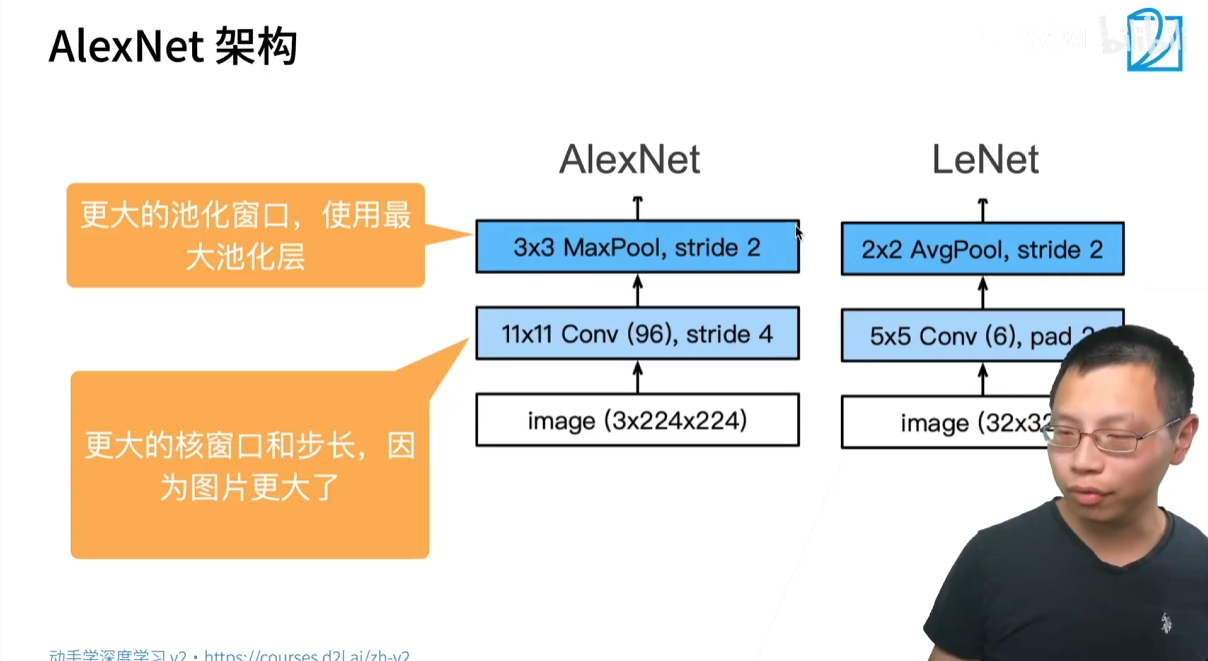 AlexNet 架构
AlexNet
LeNet
更大的池化窗口，使用最
大池化层
3x3 MaxPool, stride 2
2x2 AvgPool, stride 2
11x11 Conv (96), stride 4
5x5 Conv (6), pad
image (3x224x224)
image (32x32
更大的核窗口和步长，因
为图片更大了
动手学深度学习 v2 · https://courses.d2l.ai/zh-v2